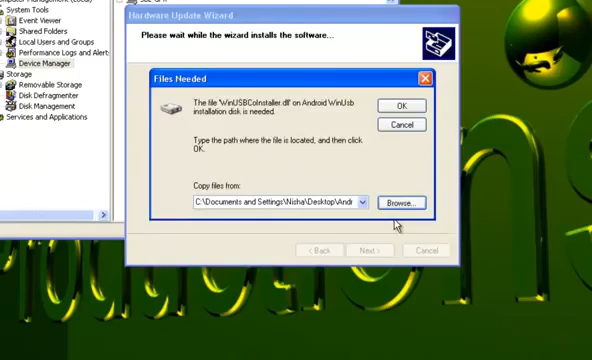 System Tools
Event Viewer
Shared Folders
Local Users and Groups
Performance Logs and Alerts
Device Manager
Storage
Removable Storage
Disk Defragmenter
Disk Management
Services and Applications
Hardware Update Wizard
Please wait while the wizard installs the software...
Files Needed
The file 'WinUSBCoInstaller.dll' on Android WinUsb
installation disk is needed.
Type the path where the file is located, and then click
OK.
Copy files from:
C:\Documents and Settings\Nisha\Desktop\Andr
OK
Cancel
Browse...
< Back
Next >
Cancel